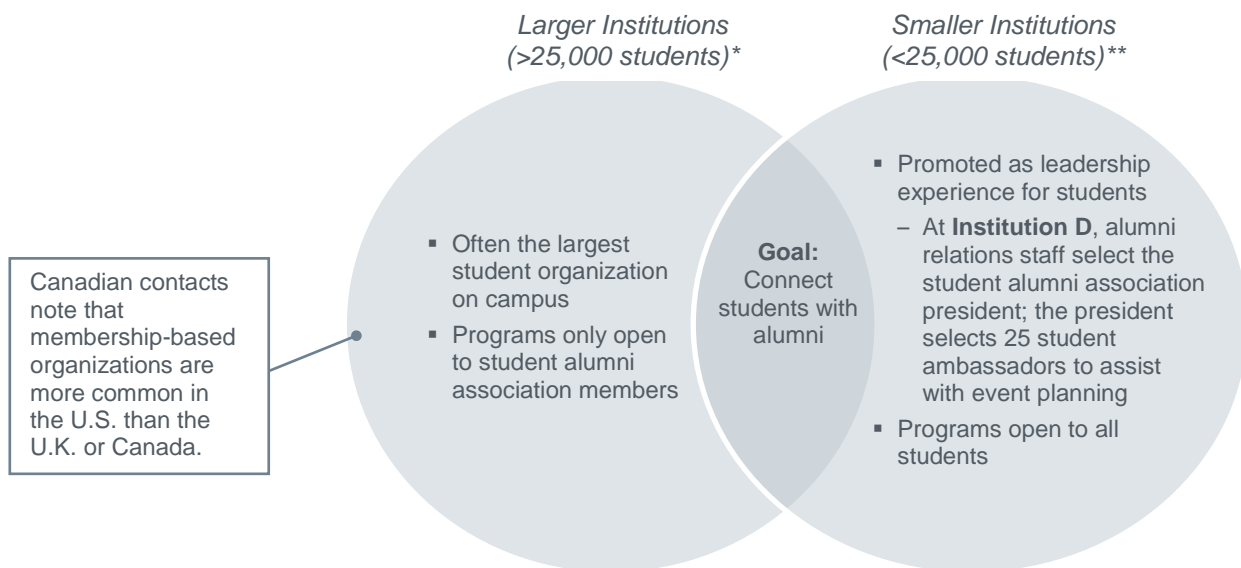 Larger Institutions
(>25,000 students)*
Smaller Institutions
(<25,000 students)**
Canadian contacts
note that
membership-based
organizations are
more common in
the U.S. than the
U.K. or Canada.
▪ Often the largest
student organization
on campus
▪ Programs only open
to student alumni
association members
Goal:
Connect
students with
alumni
▪ Promoted as leadership
experience for students
– At Institution D, alumni
relations staff select the
student alumni association
president; the president
selects 25 student
ambassadors to assist
with event planning
▪ Programs open to all
students